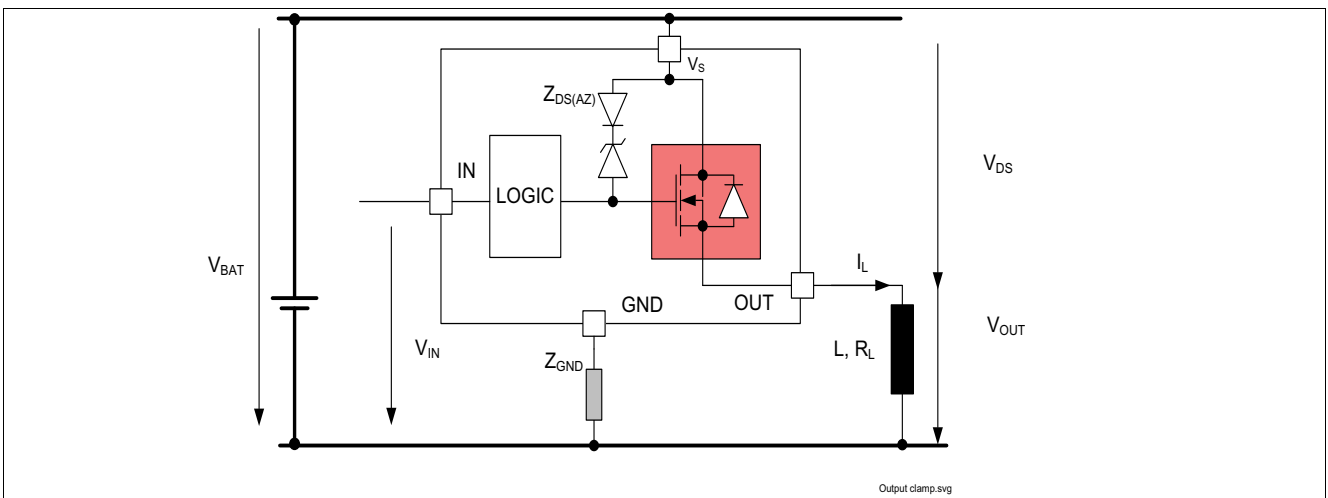 VS
ZDS(AZ)
VDS
IN
LOGIC
VBAT
IL
GND
OUT
VOUT
VIN
L, RL
ZGND
Output clamp.svg